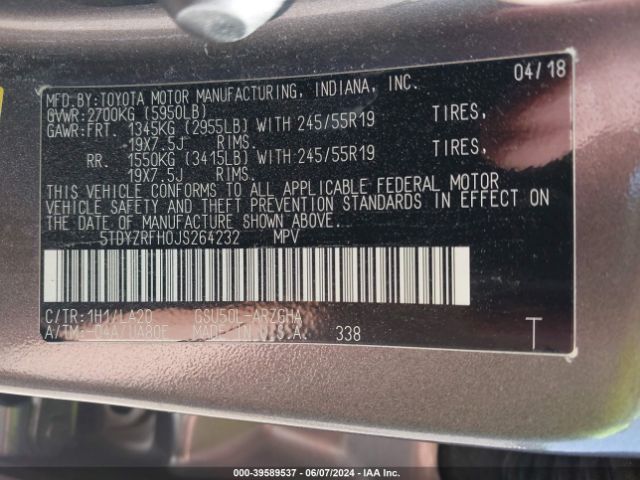 MFD.BY:TOYOTA MOTOR MANUFACTURING, INDIANA, INC. 04/18
GVWR:2700KG (5950LB)
GAWR:FRT. 1345KG (2955LB) WITH 245/55R19 TIRES,
19X7.5J RIMS.
RR. 1550KG (3415LB) WITH 245/55R19 TIRES,
19X7.5J RIMS.
THIS VEHICLE CONFORMS TO ALL APPLICABLE FEDERAL MOTOR
VEHICLE SAFETY AND THEFT PREVENTION STANDARDS IN EFFECT ON
THE DATE OF MANUFACTURE SHOWN ABOVE.
5TDYZRFH0JS264232 MPV
C/TR:1H1/LA20 GSU50L-ARZGHA
A/TM:-04A/UA80F MADE IN U.S.A. 338 T
000-39589537 - 06/07/2024 - IAA Inc.